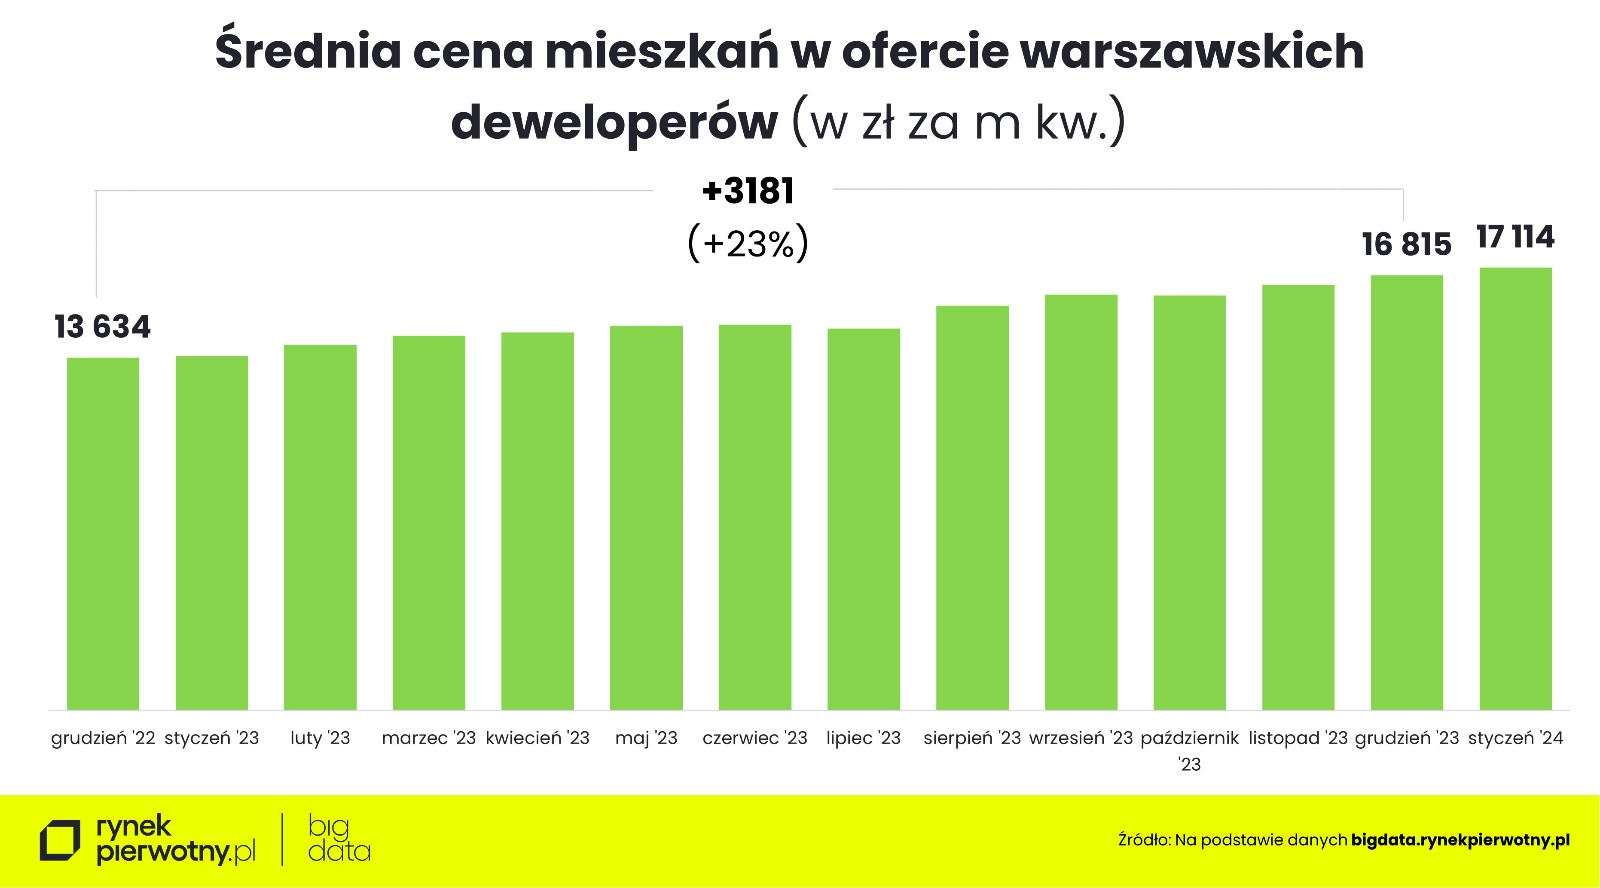 Średnia cena mieszkań w ofercie warszawskich
deweloperów (w zł za m kw.)
+3181
(+23%)
13 634
16 815
17 114
grudzień '22
styczeń '23
luty '23
marzec '23
kwiecień '23
maj '23
czerwiec '23
lipiec '23
sierpień '23
wrzesień '23
październik
'23
listopad '23
grudzień '23
styczeń '24
rynek
pierwotny.pl
big
data
Źródło: Na podstawie danych bigdata.rynekpierwotny.pl